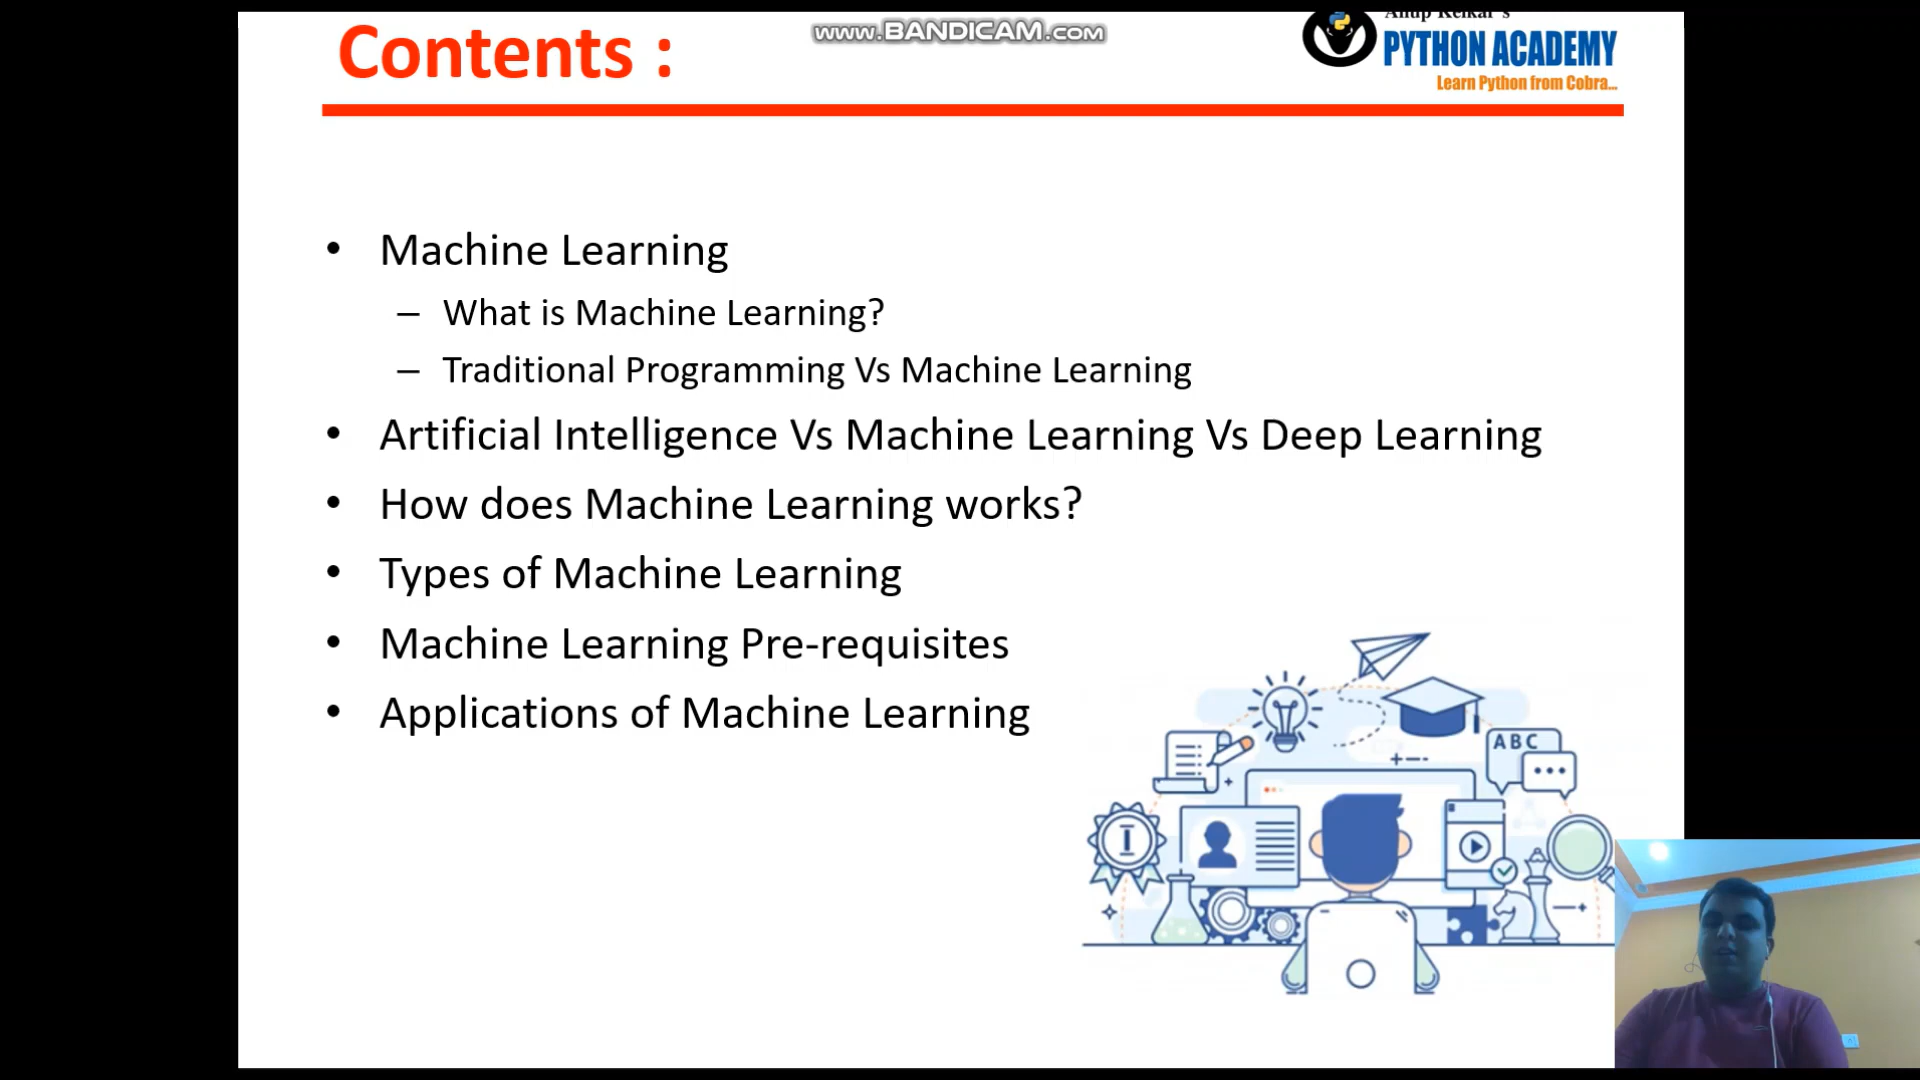 Contents :
www.BANDICAM.com
Anup Kelkar's
PYTHON ACADEMY
Learn Python from Cobra...
• Machine Learning
– What is Machine Learning?
– Traditional Programming Vs Machine Learning
• Artificial Intelligence Vs Machine Learning Vs Deep Learning
• How does Machine Learning works?
• Types of Machine Learning
• Machine Learning Pre-requisites
• Applications of Machine Learning
ABC